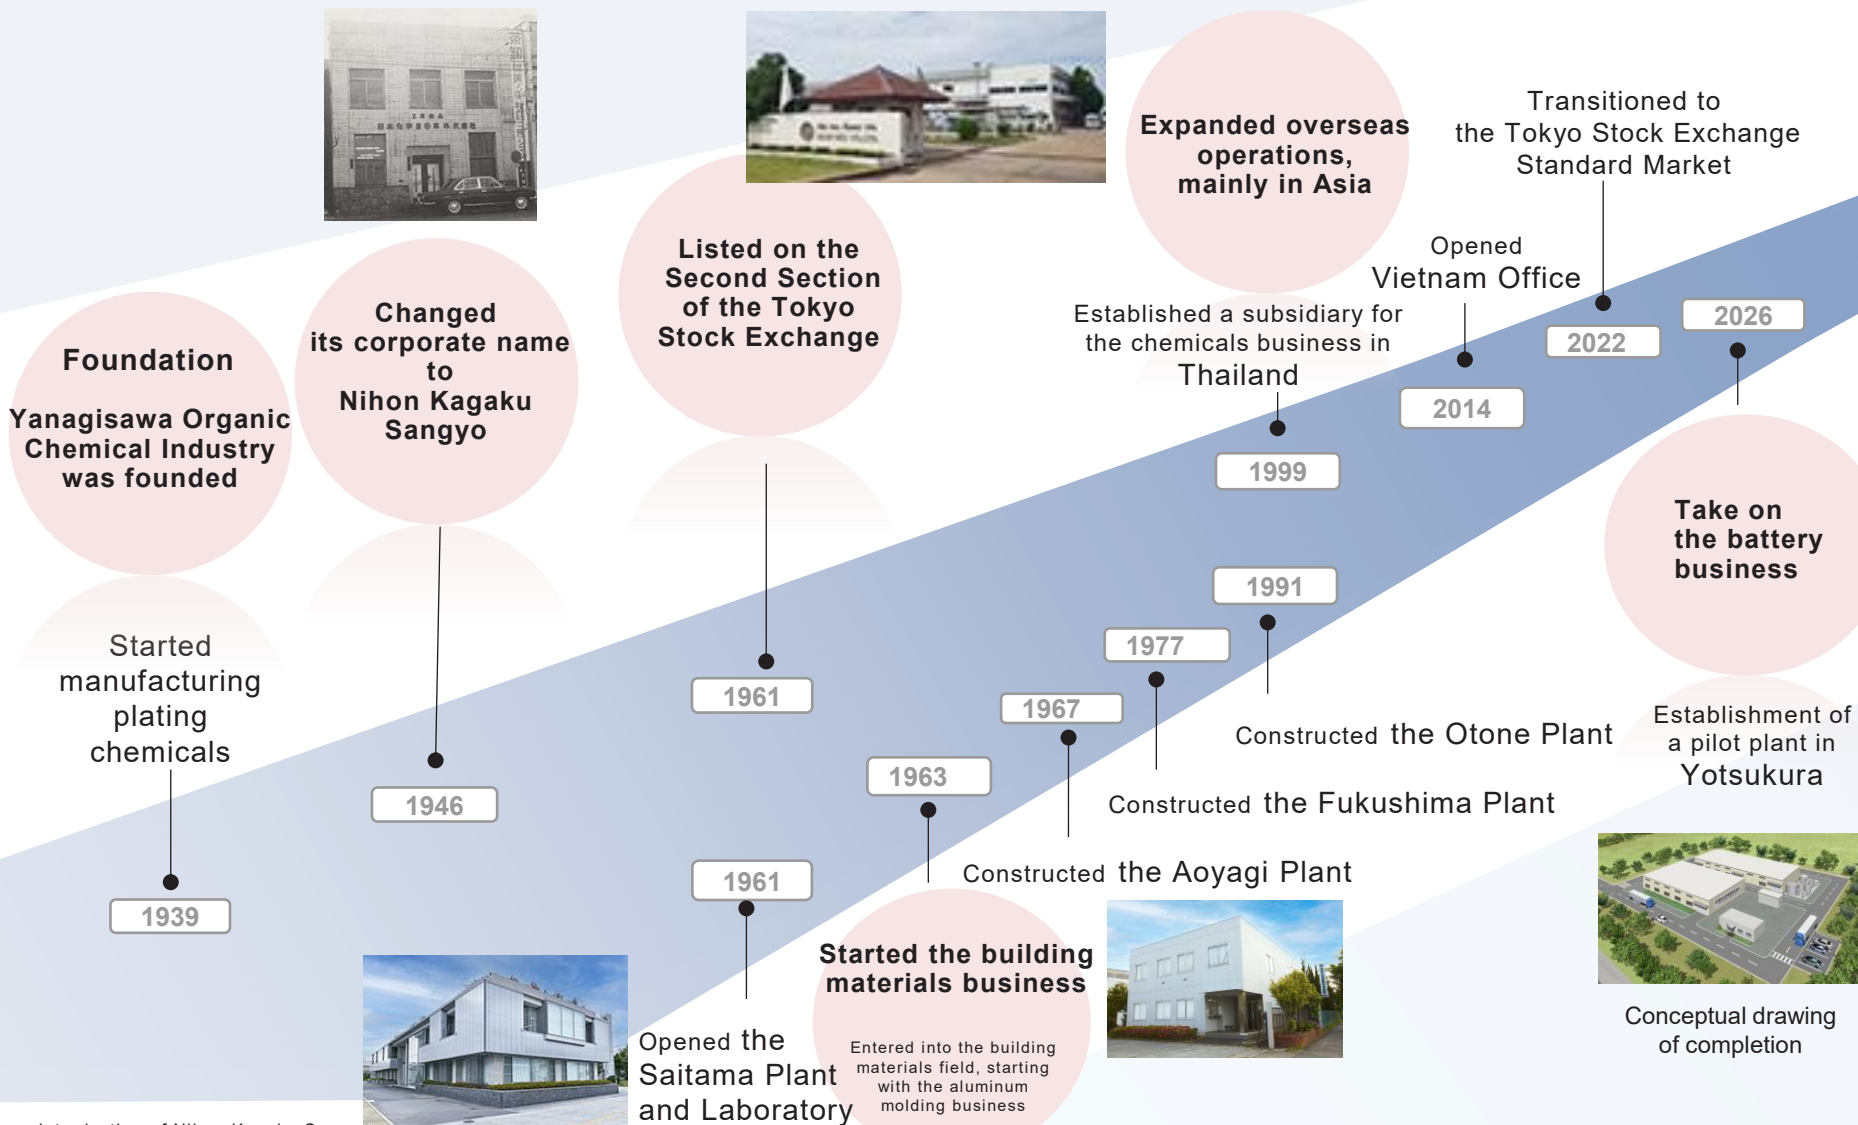 Foundation
Yanagisawa Organic
Chemical Industry
was founded
Started
manufacturing
plating
chemicals
1939
Changed
its corporate name
to
Nihon Kagaku
Sangyo
1946
Listed on the
Second Section
of the Tokyo
Stock Exchange
1961
1961
Opened the
Saitama Plant
and Laboratory
1963
Started the building
materials business
Entered into the building
materials field, starting
with the aluminum
molding business
1967
Constructed the Aoyagi Plant
1977
Constructed the Fukushima Plant
1991
Constructed the Otone Plant
Expanded overseas
operations,
mainly in Asia
Established a subsidiary for
the chemicals business in
Thailand
1999
Opened
Vietnam Office
2014
Transitioned to
the Tokyo Stock Exchange
Standard Market
2022
2026
Take on
the battery
business
Establishment of
a pilot plant in
Yotsukura
Conceptual drawing
of completion